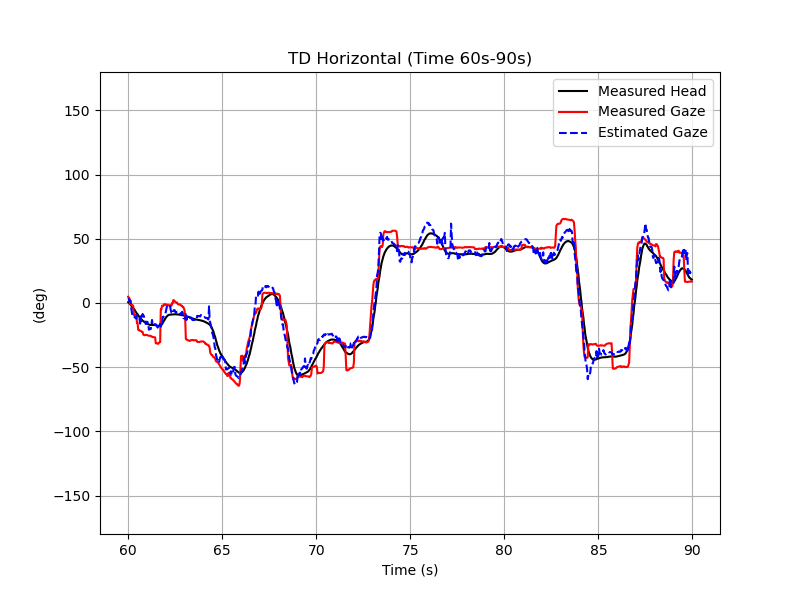 TD Horizontal (Time 60s-90s)
Measured Head
Measured Gaze
Estimated Gaze
150
100
50
0
−50
−100
−150
(deg)
60 65 70 75 80 85 90
Time (s)